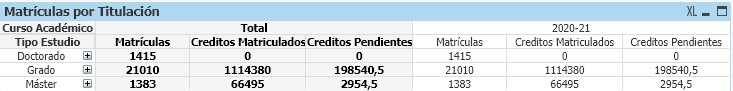 Matrículas por Titulación XL
Curso Académico Total 2020-21
Tipo Estudio Matrículas Creditos Matriculados Creditos Pendientes Matrículas Creditos Matriculados Creditos Pendientes
Doctorado 1415 0 0 1415 0 0
Grado 21010 1114380 198540,5 21010 1114380 198540,5
Máster 1383 66495 2954,5 1383 66495 2954,5